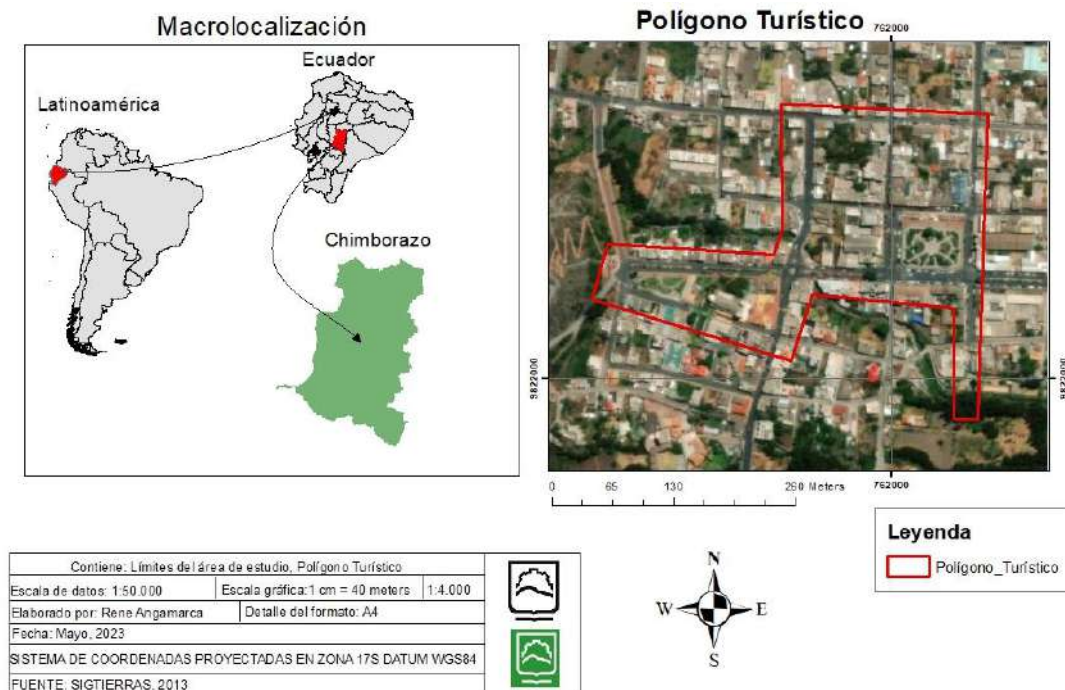 Macrolocalización
Ecuador
Latinoamérica
Chimborazo
Polígono Turístico
762000
9822000
9822000
0 65 130 260 Meters
762000
Leyenda
Polígono_Turístico
Contiene: Límites del área de estudio, Polígono Turístico
Escala de datos: 1:50.000 Escala gráfica: 1 cm = 40 meters 1:4.000
Elaborado por: Rene Angamarca Detalle del formato: A4
Fecha: Mayo, 2023
SISTEMA DE COORDENADAS PROYECTADAS EN ZONA 17S DATUM WGS84
FUENTE: SIGTIERRAS, 2013
N
W E
S